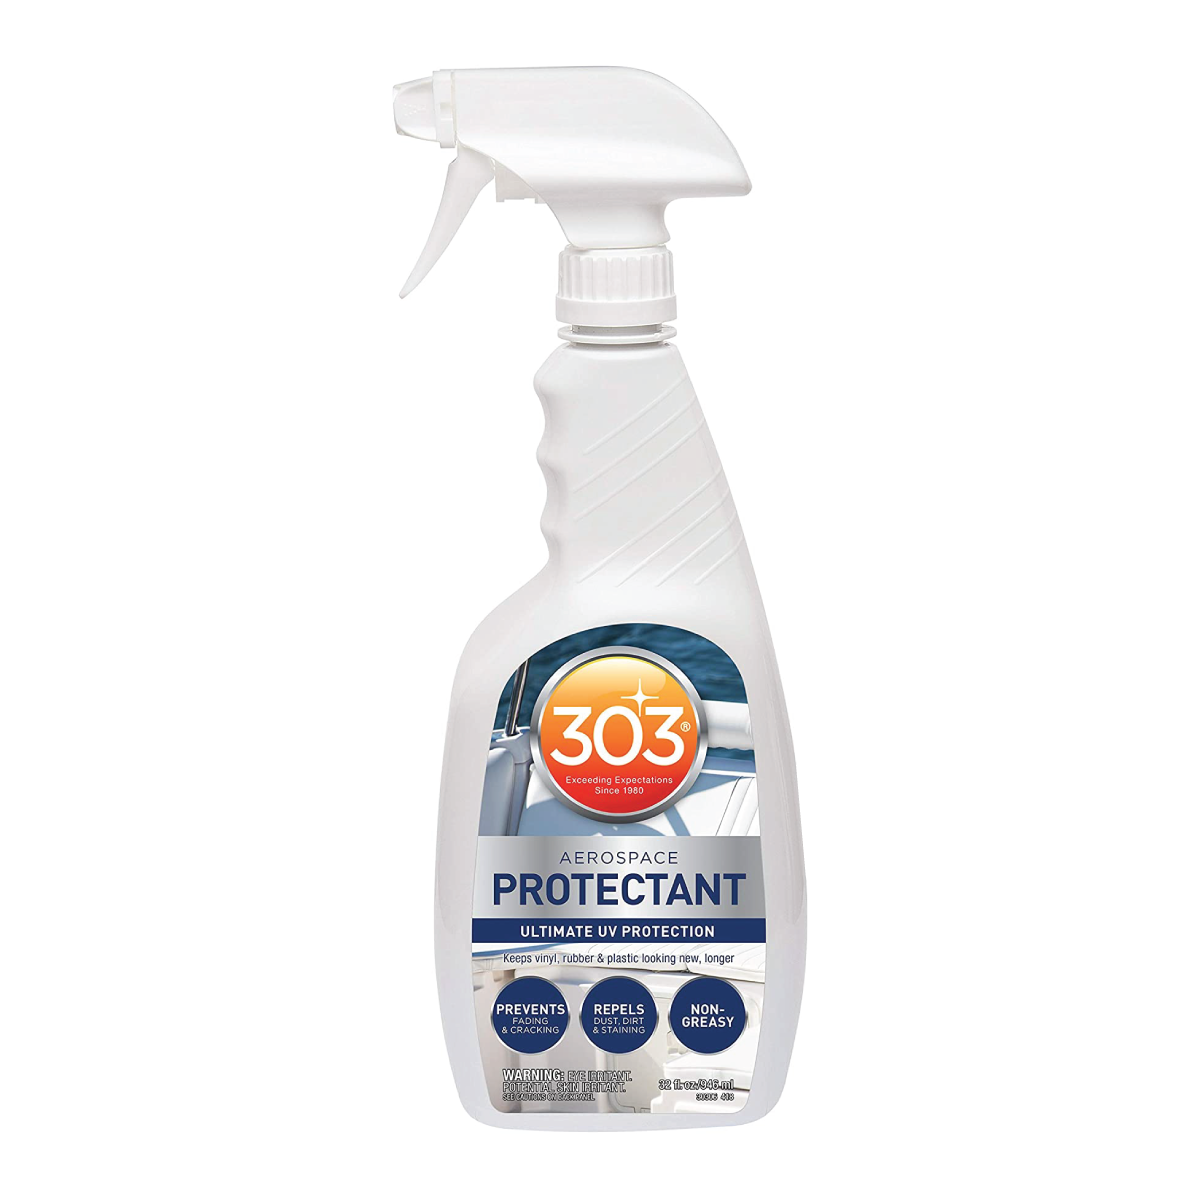 303®
Exceeding Expectations
Since 1980
AEROSPACE
PROTECTANT
ULTIMATE UV PROTECTION
Keeps vinyl, rubber & plastic looking new, longer
PREVENTS
FADING
& CRACKING
REPELS
DUST, DIRT
& STAINING
NON-
GREASY
WARNING: EYE IRRITANT.
POTENTIAL SKIN IRRITANT.
SEE CAUTIONS ON BACK PANEL.
32 fl. oz/946 ml